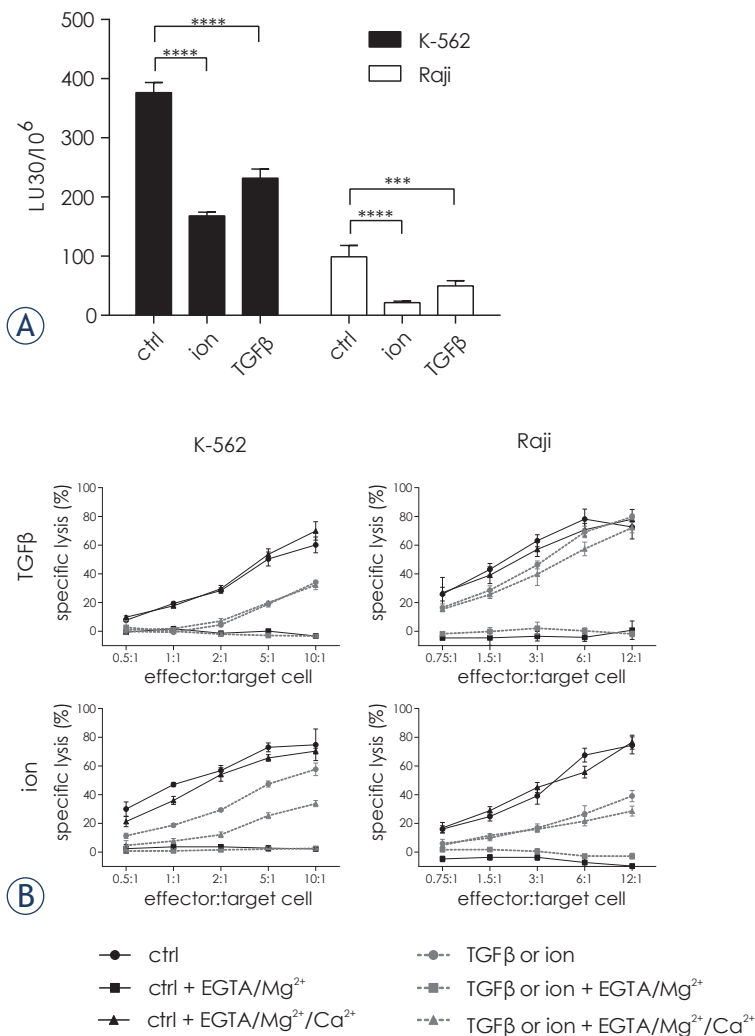 500
400
300
200
100
0
LU30/10⁶
****
****
***
****
K-562
Raji
ctrl
ion
TGFβ
ctrl
ion
TGFβ
A
K-562
Raji
TGFβ
specific lysis (%)
100
80
60
40
20
0
0.5:1 1:1 2:1 5:1 10:1
effector:target cell
specific lysis (%)
100
80
60
40
20
0
0.75:1 1.5:1 3:1 6:1 12:1
effector:target cell
ion
specific lysis (%)
100
80
60
40
20
0
0.5:1 1:1 2:1 5:1 10:1
effector:target cell
specific lysis (%)
100
80
60
40
20
0
0.75:1 1.5:1 3:1 6:1 12:1
effector:target cell
B
ctrl
ctrl + EGTA/Mg²⁺
ctrl + EGTA/Mg²⁺/Ca²⁺
TGFβ or ion
TGFβ or ion + EGTA/Mg²⁺
TGFβ or ion + EGTA/Mg²⁺/Ca²⁺